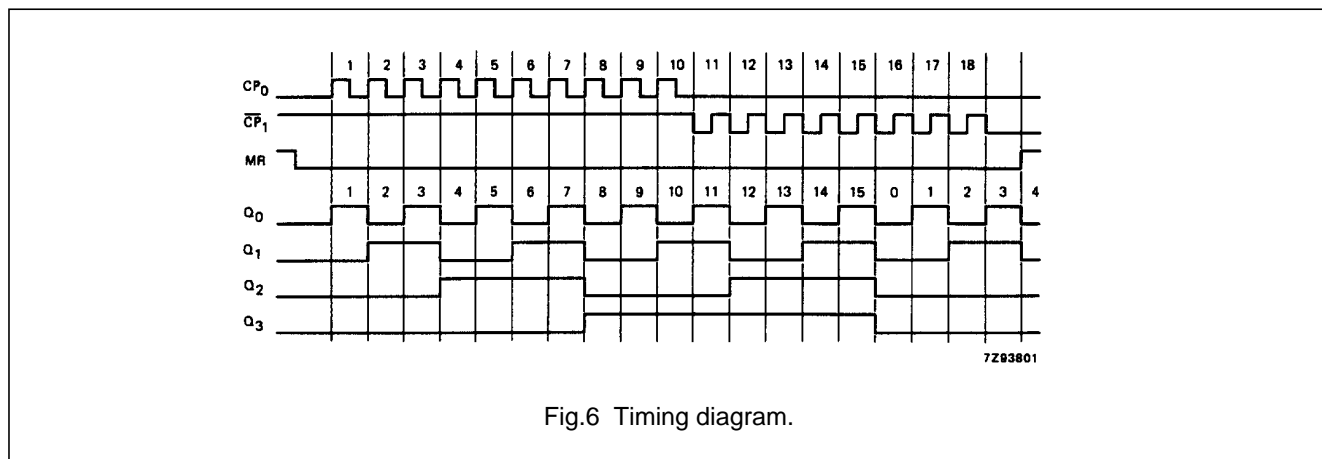 1 2 3 4 5 6 7 8 9 10 11 12 13 14 15 16 17 18
CP0
CP1
MR
1 2 3 4 5 6 7 8 9 10 11 12 13 14 15 0 1 2 3 4
Q0
Q1
Q2
Q3
7Z93801
Fig.6 Timing diagram.